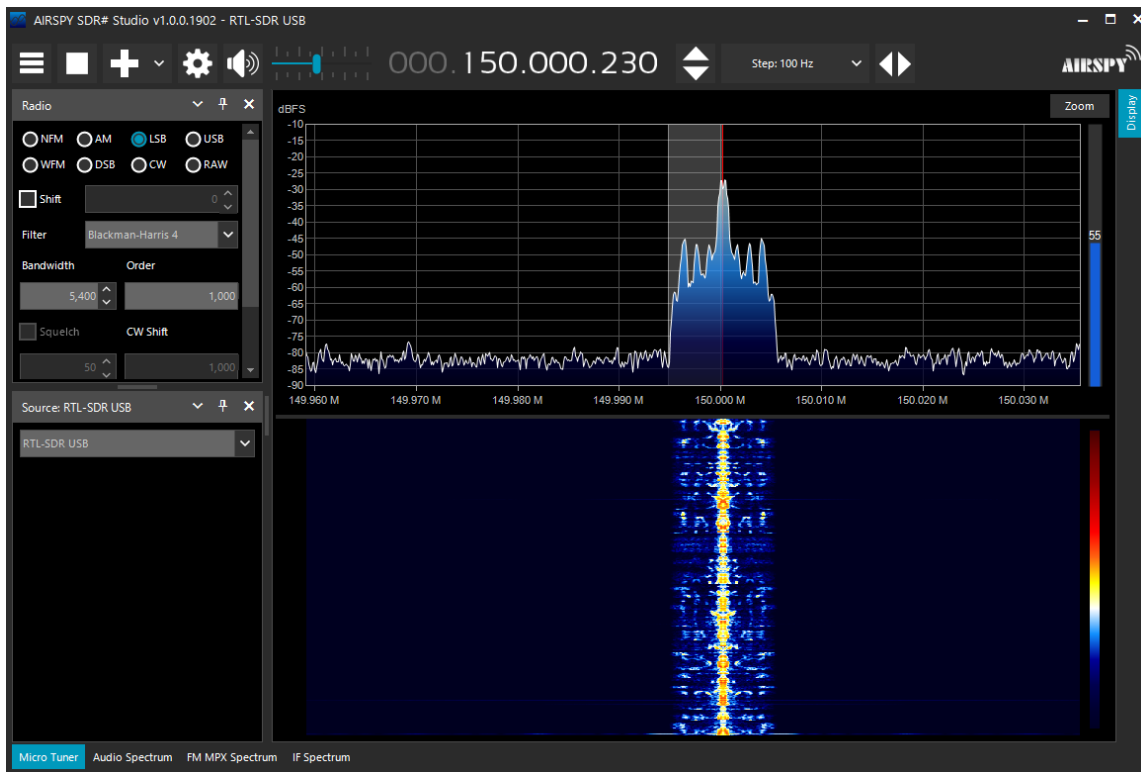 AIRSPY SDR# Studio v1.0.0.1902 - RTL-SDR USB
000.150.000.230
Step: 100 Hz
AIRSPY
Radio
NFM AM LSB USB
WFM DSB CW RAW
Shift 0
Filter Blackman-Harris 4
Bandwidth Order
5,400 1,000
Squelch CW Shift
50 1,000
Source: RTL-SDR USB
RTL-SDR USB
dBFS
Zoom
Display
-10
-15
-20
-25
-30
-35
-40
-45
-50
-55
-60
-65
-70
-75
-80
-85
-90
55
149.960 M 149.970 M 149.980 M 149.990 M 150.000 M 150.010 M 150.020 M 150.030 M
Micro Tuner Audio Spectrum FM MPX Spectrum IF Spectrum